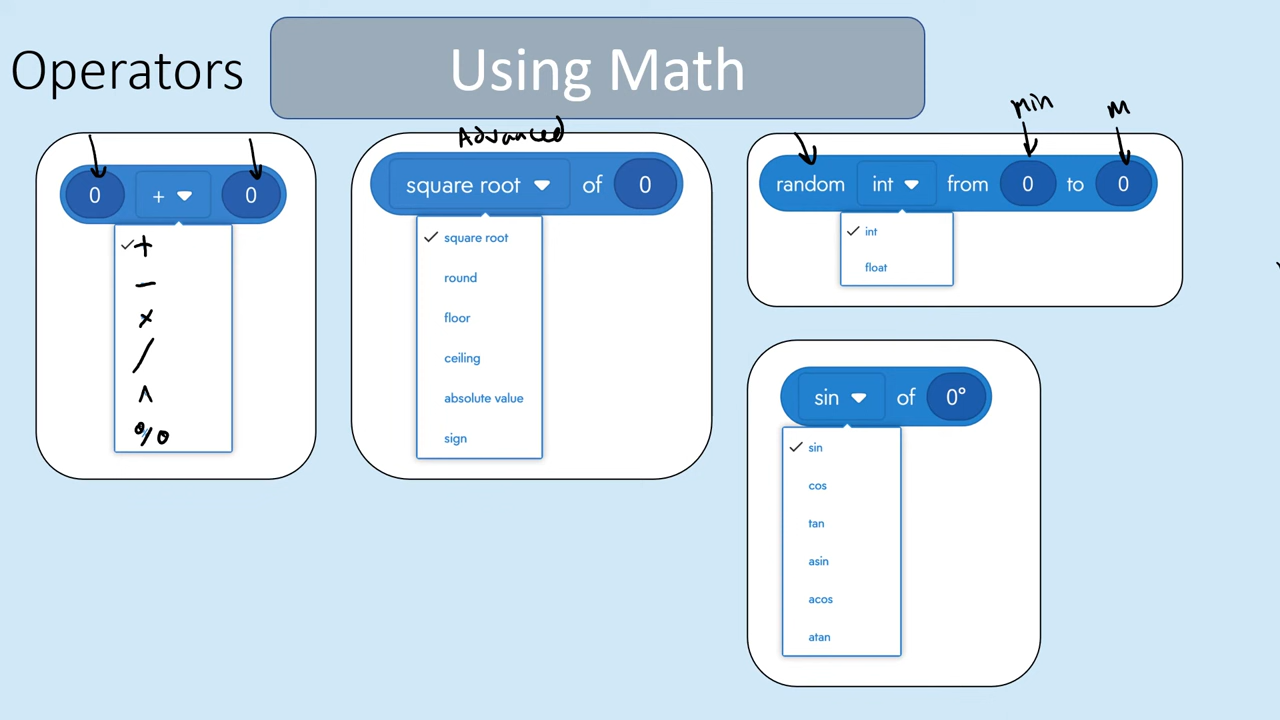 Operators
Using Math
0 + 0
+
-
×
/
^
%
Advanced
square root of 0
square root
round
floor
ceiling
absolute value
sign
min M
random int from 0 to 0
int
float
sin of 0°
sin
cos
tan
asin
acos
atan